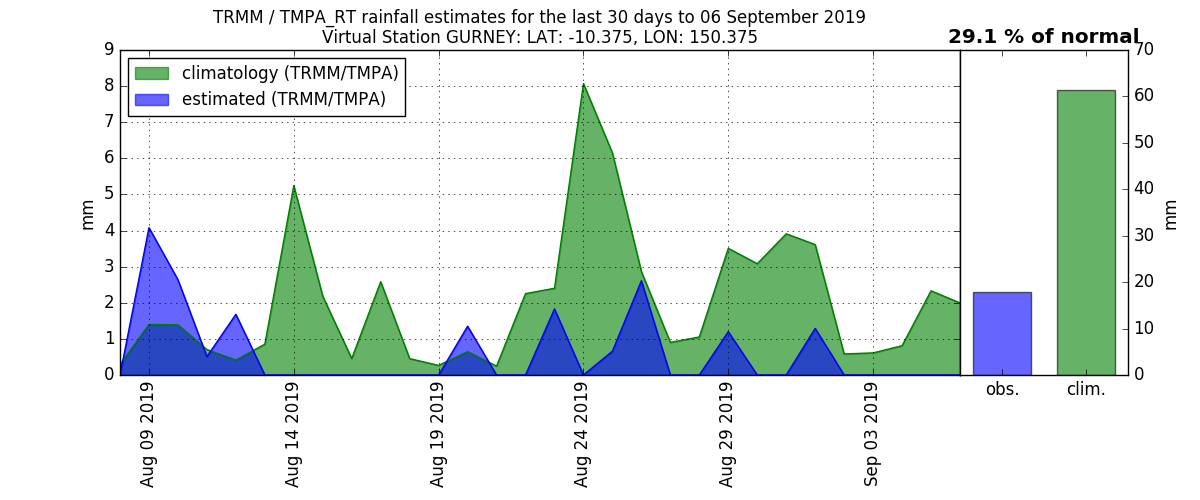 TRMM / TMPA_RT rainfall estimates for the last 30 days to 06 September 2019
Virtual Station GURNEY: LAT: -10.375, LON: 150.375
29.1 % of normal
climatology (TRMM/TMPA)
estimated (TRMM/TMPA)
mm
9
8
7
6
5
4
3
2
1
0
Aug 09 2019
Aug 14 2019
Aug 19 2019
Aug 24 2019
Aug 29 2019
Sep 03 2019
70
60
50
40
30
20
10
0
mm
obs.
clim.